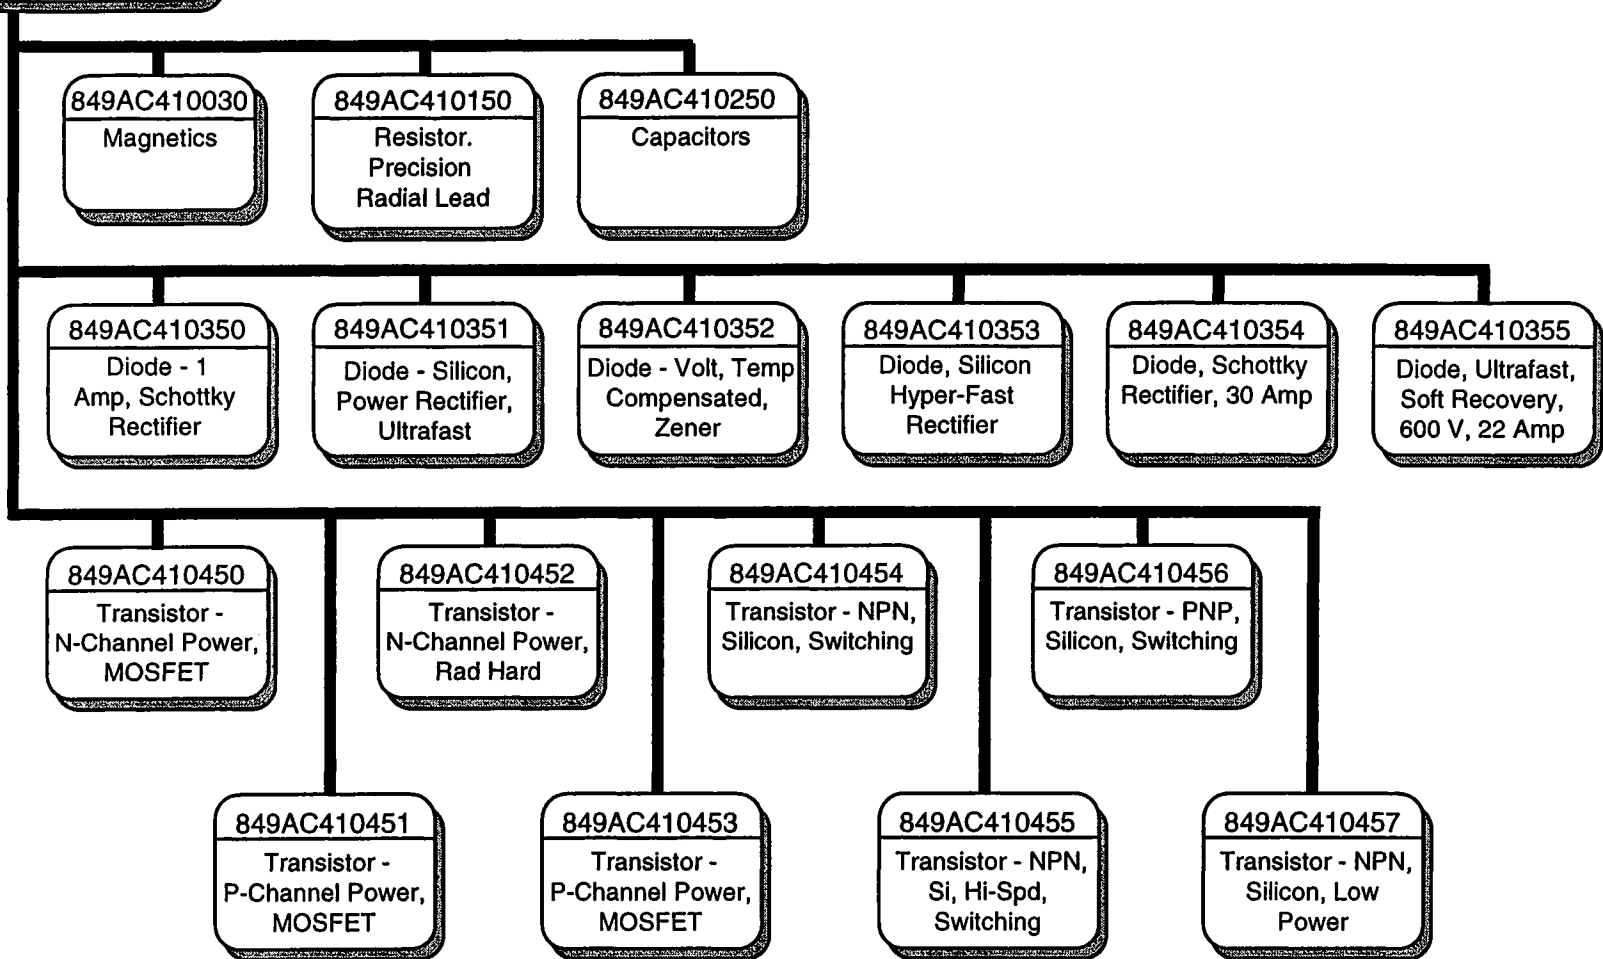 849AC410030
Magnetics
849AC410150
Resistor.
Precision
Radial Lead
849AC410250
Capacitors
849AC410350
Diode - 1
Amp, Schottky
Rectifier
849AC410351
Diode - Silicon,
Power Rectifier,
Ultrafast
849AC410352
Diode - Volt, Temp
Compensated,
Zener
849AC410353
Diode, Silicon
Hyper-Fast
Rectifier
849AC410354
Diode, Schottky
Rectifier, 30 Amp
849AC410355
Diode, Ultrafast,
Soft Recovery,
600 V, 22 Amp
849AC410450
Transistor -
N-Channel Power,
MOSFET
849AC410452
Transistor -
N-Channel Power,
Rad Hard
849AC410454
Transistor - NPN,
Silicon, Switching
849AC410456
Transistor - PNP,
Silicon, Switching
849AC410451
Transistor -
P-Channel Power,
MOSFET
849AC410453
Transistor -
P-Channel Power,
MOSFET
849AC410455
Transistor - NPN,
Si, Hi-Spd,
Switching
849AC410457
Transistor - NPN,
Silicon, Low
Power